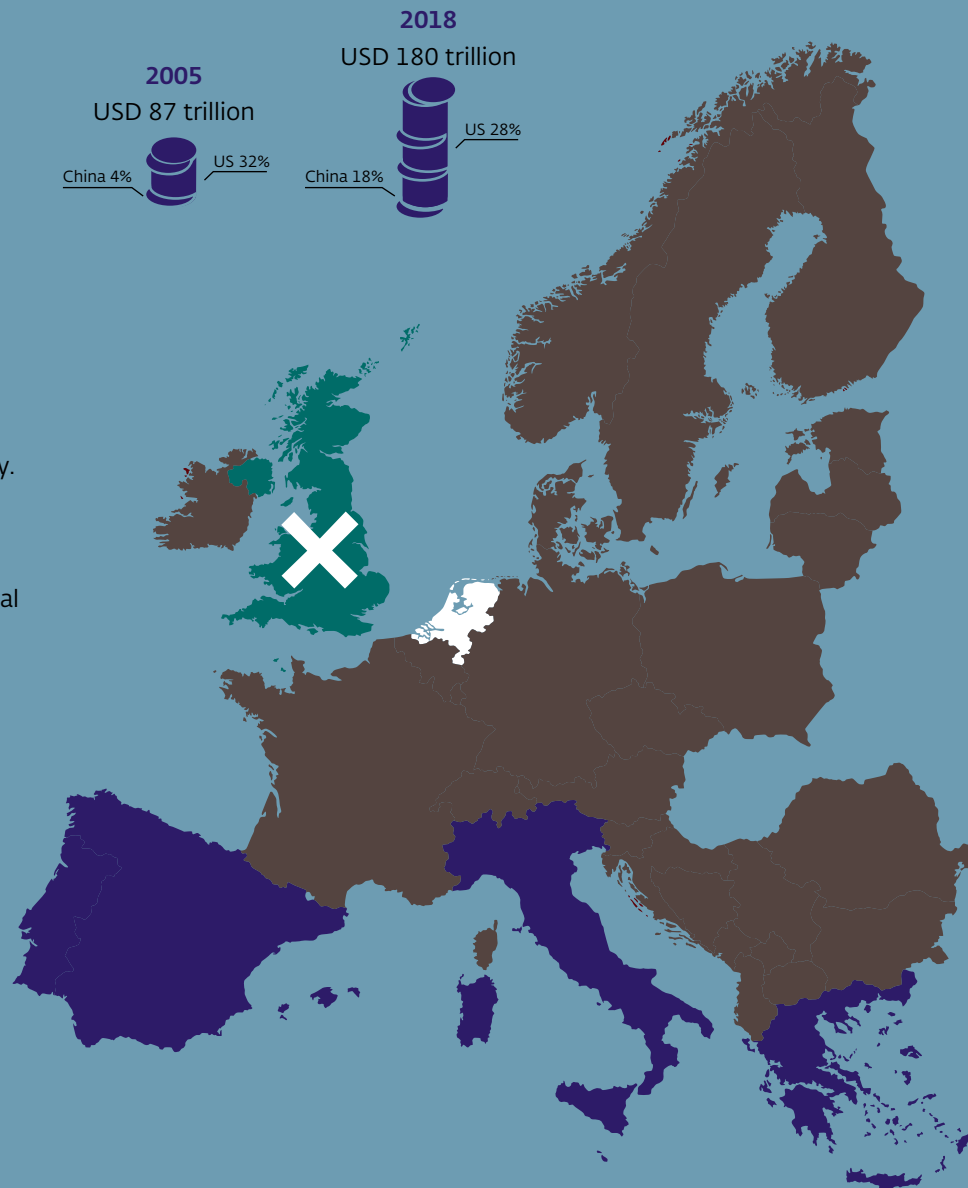 2018
USD 180 trillion
2005
USD 87 trillion
US 28%
US 32%
China 4%
China 18%
y.
al